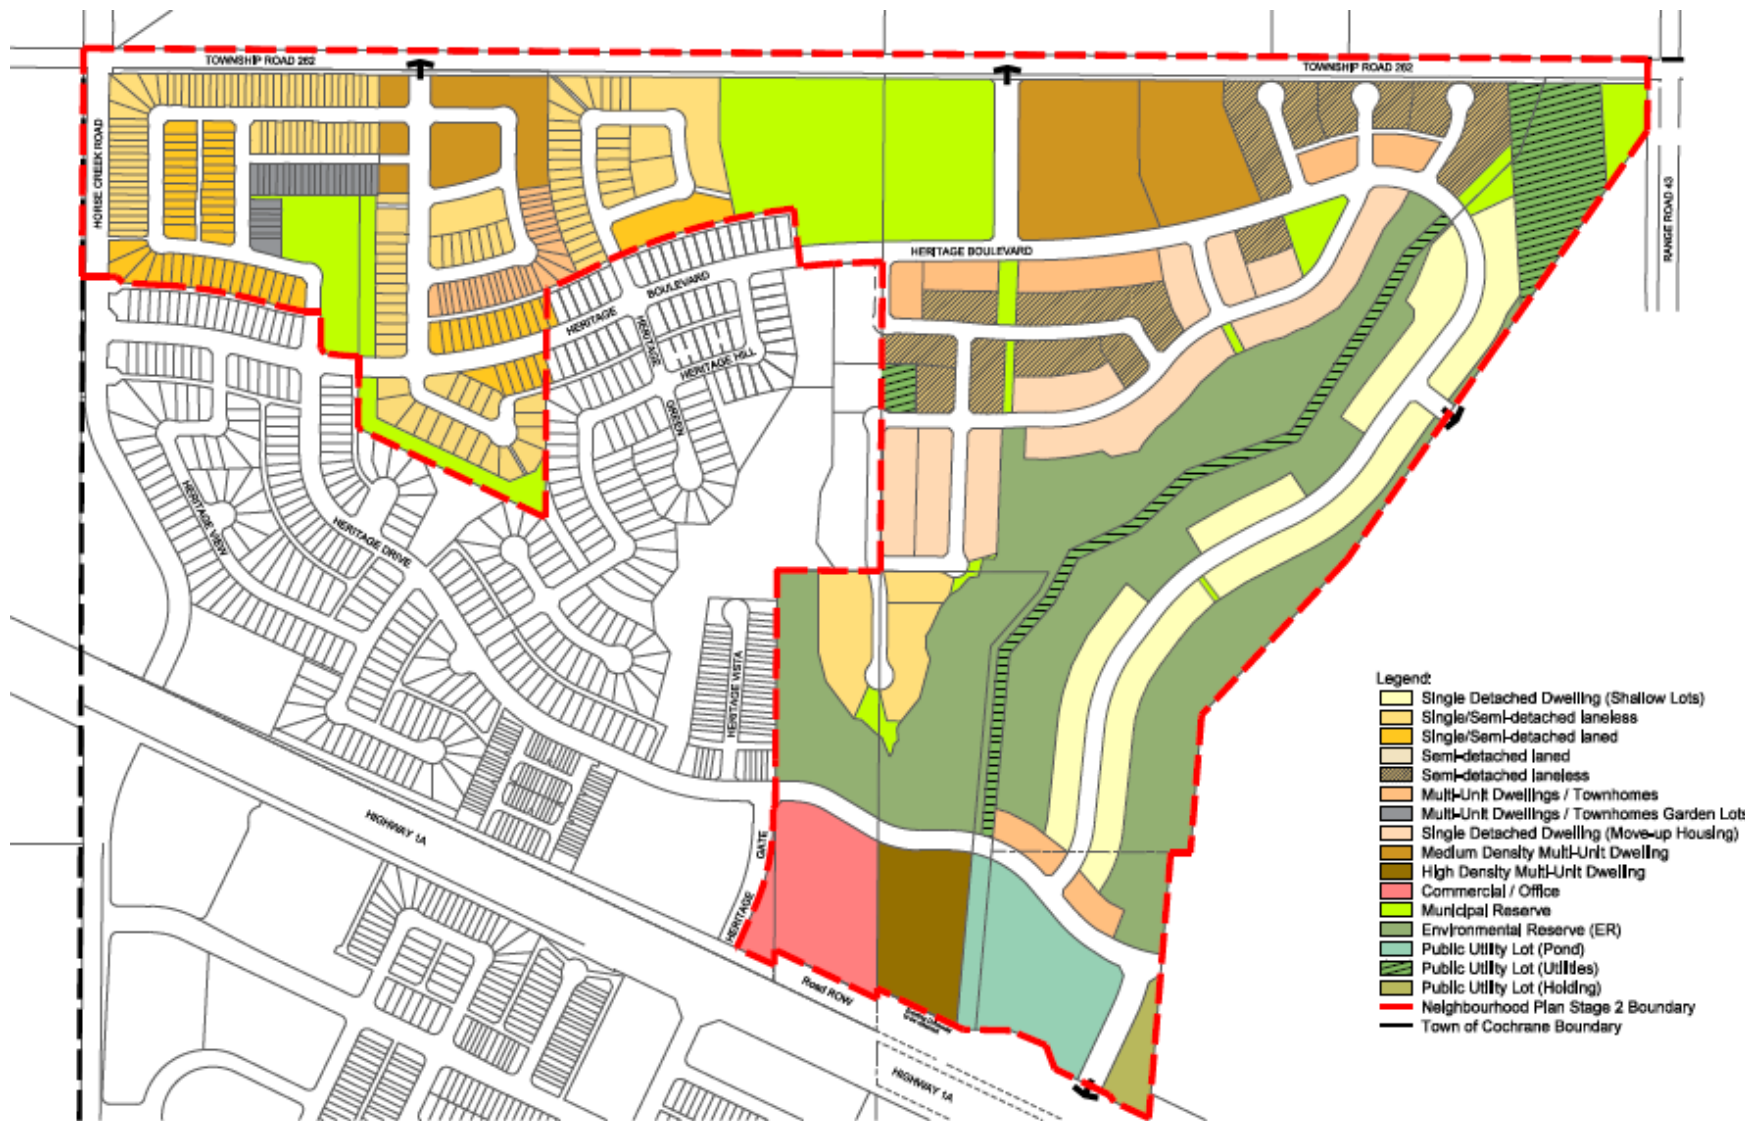 TOWNSHIP ROAD 262
TOWNSHIP ROAD 262
HORSE CREEK ROAD
RANGE ROAD 43
HERITAGE BOULEVARD
HERITAGE
BOULEVARD
HERITAGE
GREEN
HERITAGE HILL
HERITAGE VIEW
HERITAGE DRIVE
HERITAGE VISTA
HERITAGE
GATE
HIGHWAY 1A
Road ROW
HIGHWAY 1A
Legend:
Single Detached Dwelling (Shallow Lots)
Single/Semi-detached laneless
Single/Semi-detached laned
Semi-detached laned
Semi-detached laneless
Multi-Unit Dwellings / Townhomes
Multi-Unit Dwellings / Townhomes Garden Lots
Single Detached Dwelling (Move-up Housing)
Medium Density Multi-Unit Dwelling
High Density Multi-Unit Dwelling
Commercial / Office
Municipal Reserve
Environmental Reserve (ER)
Public Utility Lot (Pond)
Public Utility Lot (Utilities)
Public Utility Lot (Holding)
Neighbourhood Plan Stage 2 Boundary
Town of Cochrane Boundary